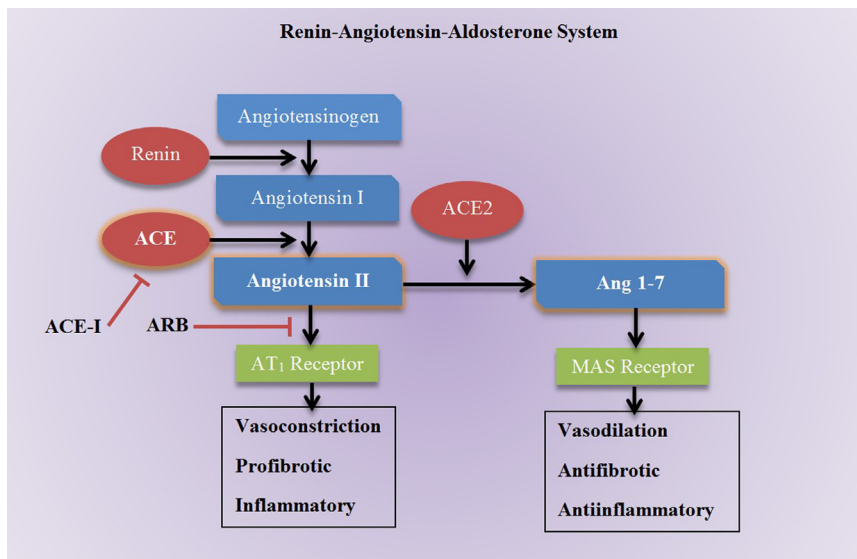 Renin-Angiotensin-Aldosterone System
Angiotensinogen
Renin
Angiotensin I
ACE2
ACE
Angiotensin II
Ang 1-7
ACE-I
ARB
AT₁ Receptor
MAS Receptor
Vasoconstriction
Profibrotic
Inflammatory
Vasodilation
Antifibrotic
Antiinflammatory